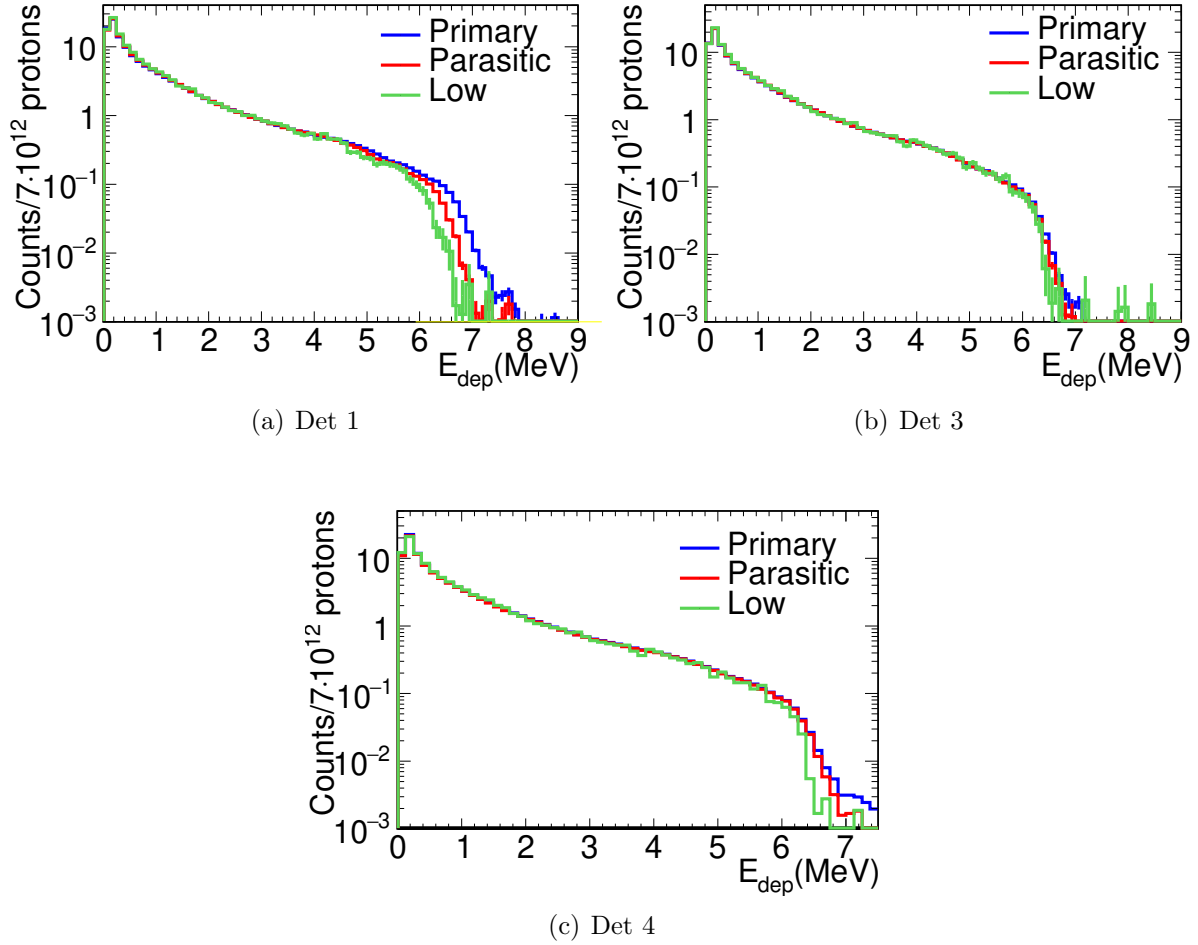 Counts/7·10¹² protons
10
1
10⁻¹
10⁻²
10⁻³
Primary
Parasitic
Low
0 1 2 3 4 5 6 7 8 9
E_dep(MeV)
(a) Det 1
Counts/7·10¹² protons
10
1
10⁻¹
10⁻²
10⁻³
Primary
Parasitic
Low
0 1 2 3 4 5 6 7 8 9
E_dep(MeV)
(b) Det 3
Counts/7·10¹² protons
10
1
10⁻¹
10⁻²
10⁻³
Primary
Parasitic
Low
0 1 2 3 4 5 6 7
E_dep(MeV)
(c) Det 4